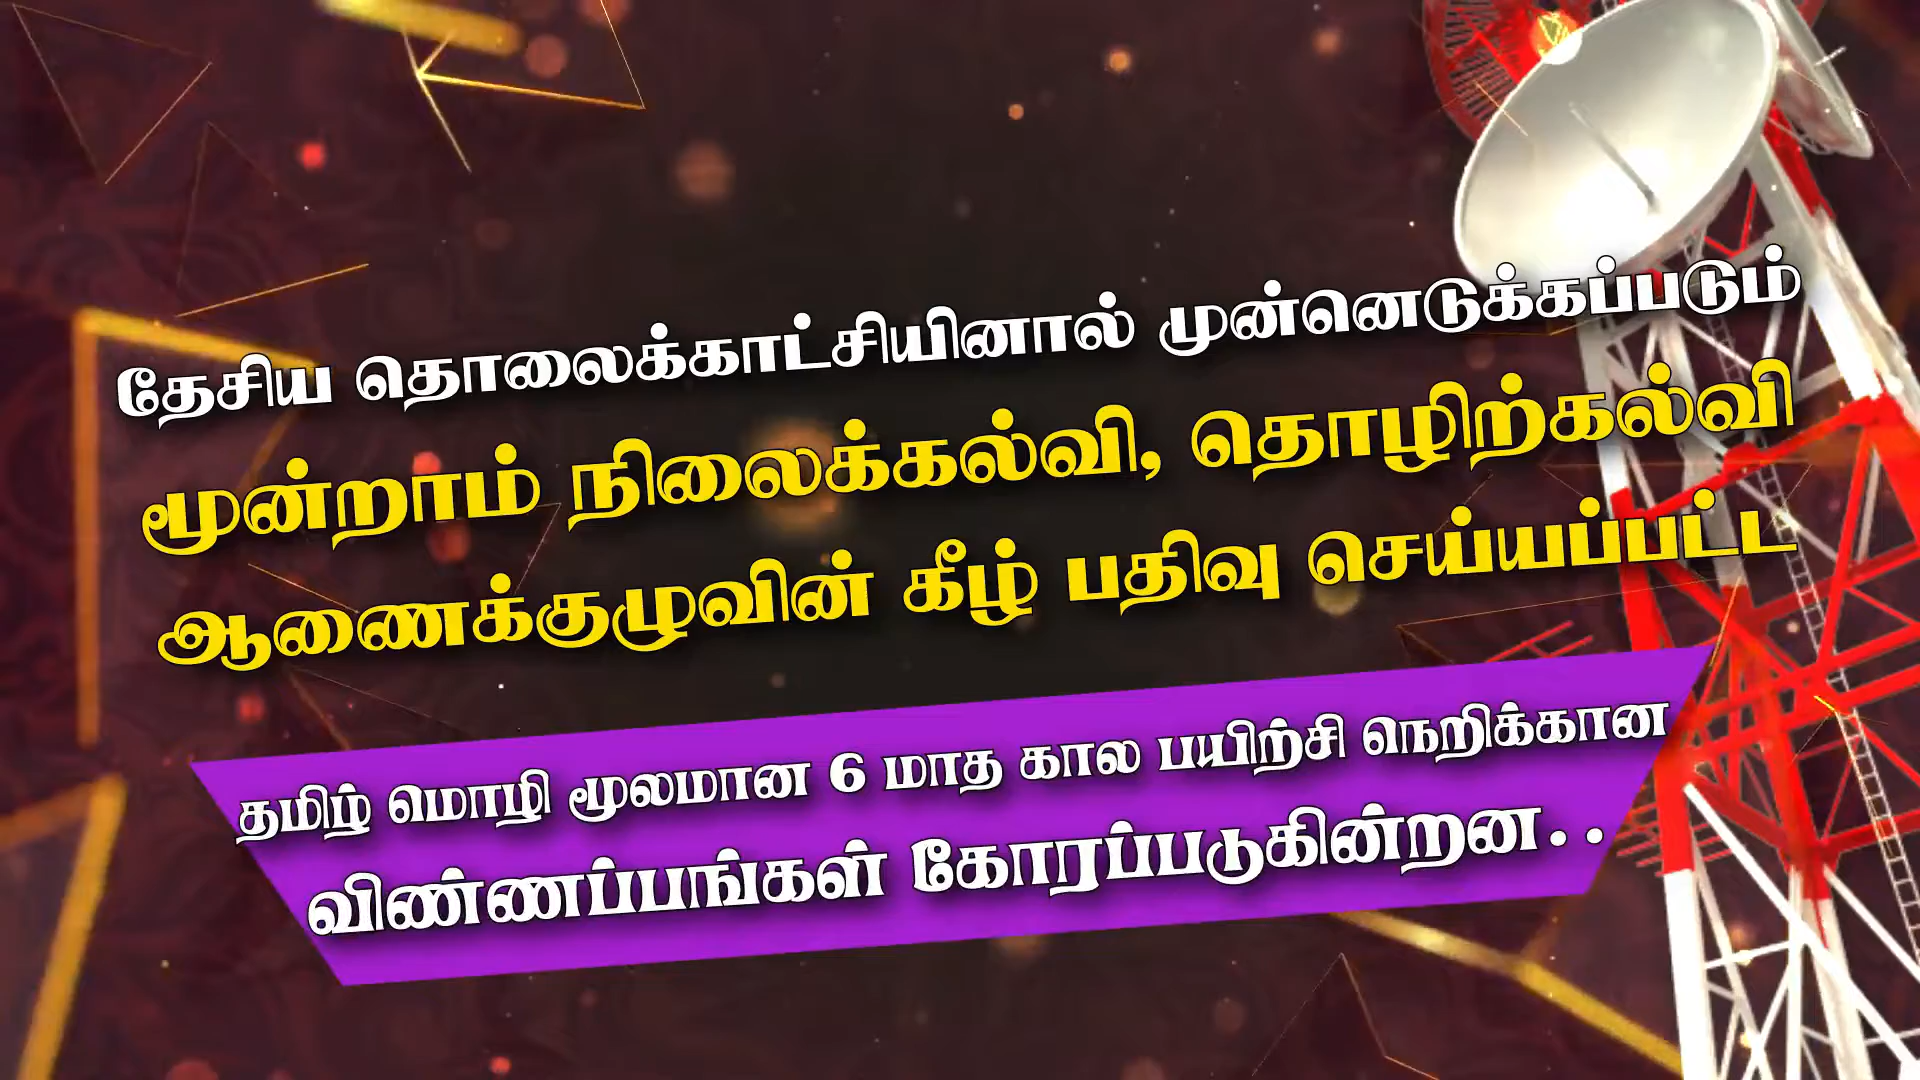 தேசிய தொலைக்காட்சியினால் முன்னெடுக்கப்படும்
மூன்றாம் நிலைக்கல்வி, தொழிற்கல்வி
ஆணைக்குழுவின் கீழ் பதிவு செய்யப்பட்ட
தமிழ் மொழி மூலமான 6 மாத கால பயிற்சி நெறிக்கான
விண்ணப்பங்கள் கோரப்படுகின்றன..